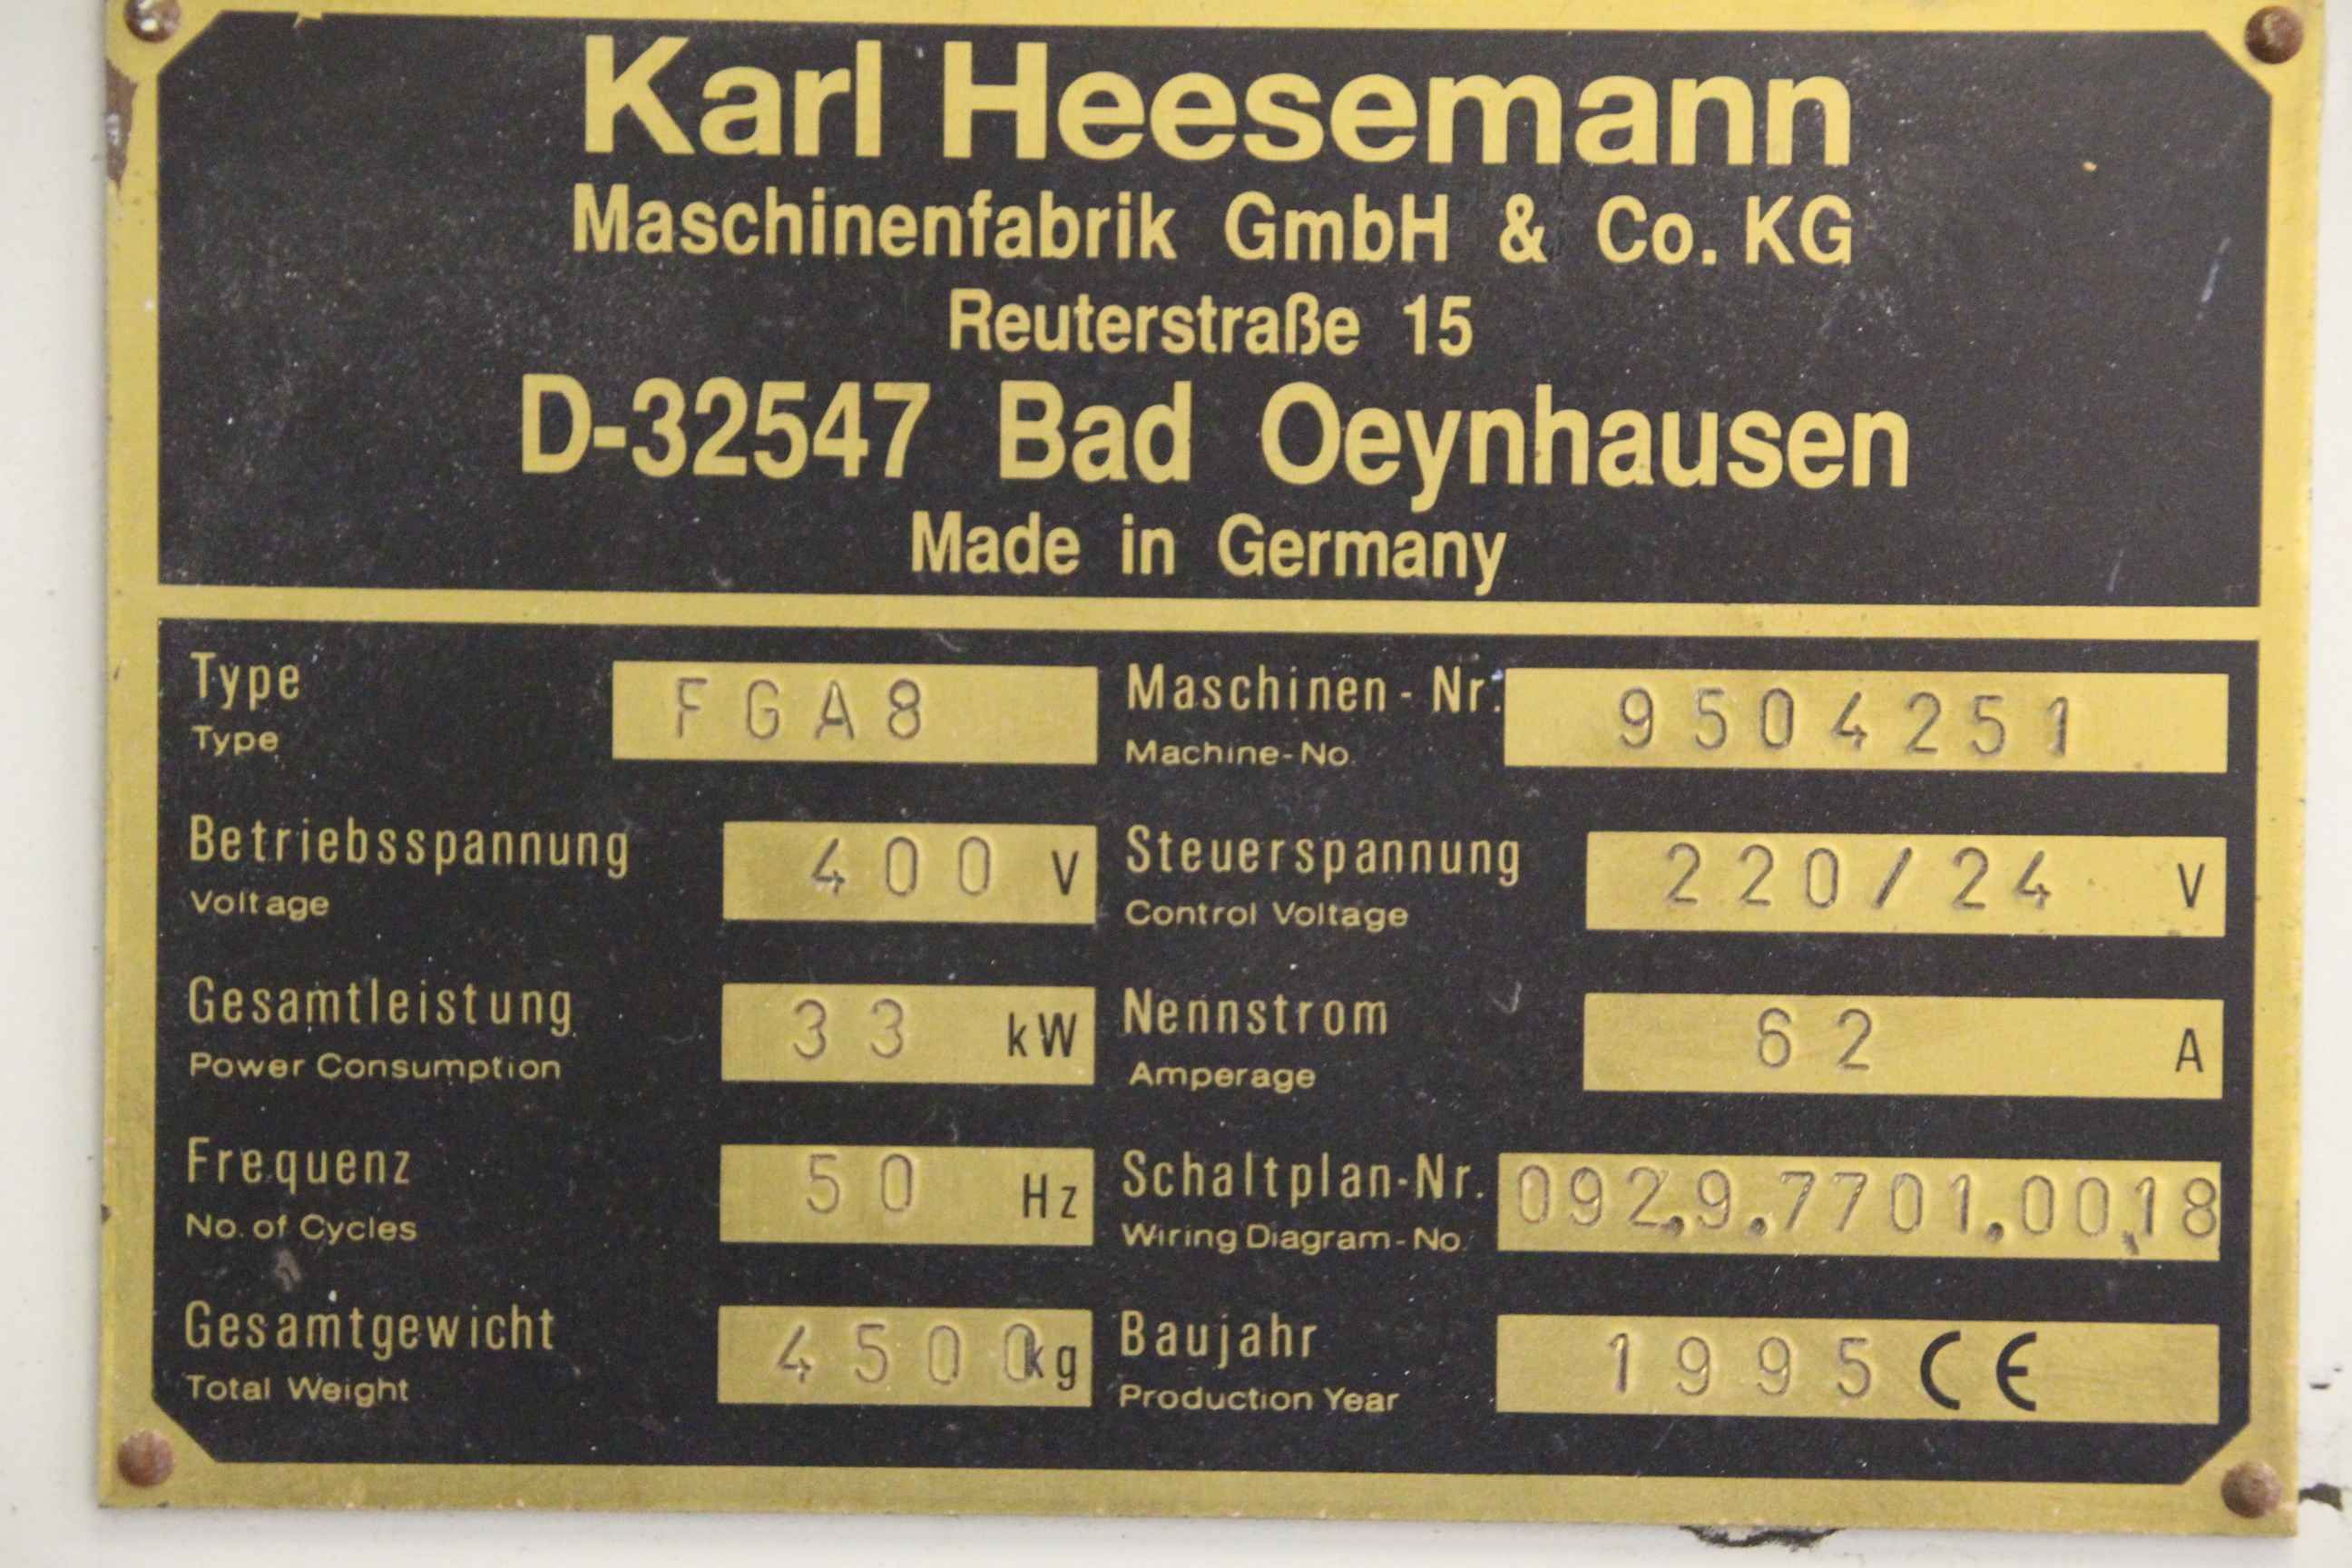 Karl Heesemann
Maschinenfabrik GmbH & Co. KG
Reuterstraße 15
D-32547 Bad Oeynhausen
Made in Germany
Type FGA8 Maschinen-Nr. 9504251
Type Machine-No.
Betriebsspannung 400 V Steuerspannung 220/24 V
Voltage Control Voltage
Gesamtleistung 33 kW Nennstrom 62 A
Power Consumption Amperage
Frequenz 50 Hz Schaltplan-Nr. 092.9.7701.00,18
No. of Cycles Wiring Diagram-No.
Gesamtgewicht 4500kg Baujahr 1995 CE
Total Weight Production Year